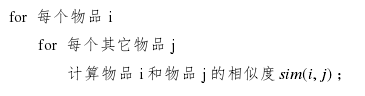 for 每个物品 i
for 每个其它物品 j
计算物品 i 和物品 j 的相似度 sim(i, j)；